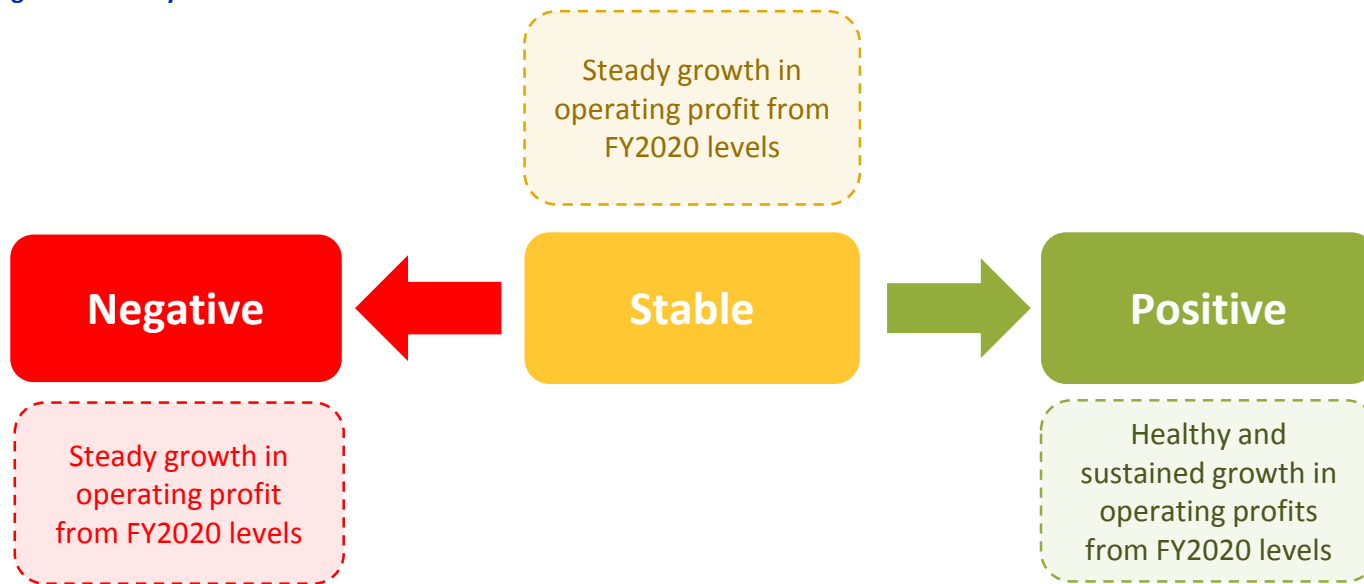 Steady growth in
operating profit from
FY2020 levels
Negative
Stable
Positive
Steady growth in
operating profit
from FY2020 levels
Healthy and
sustained growth in
operating profits
from FY2020 levels